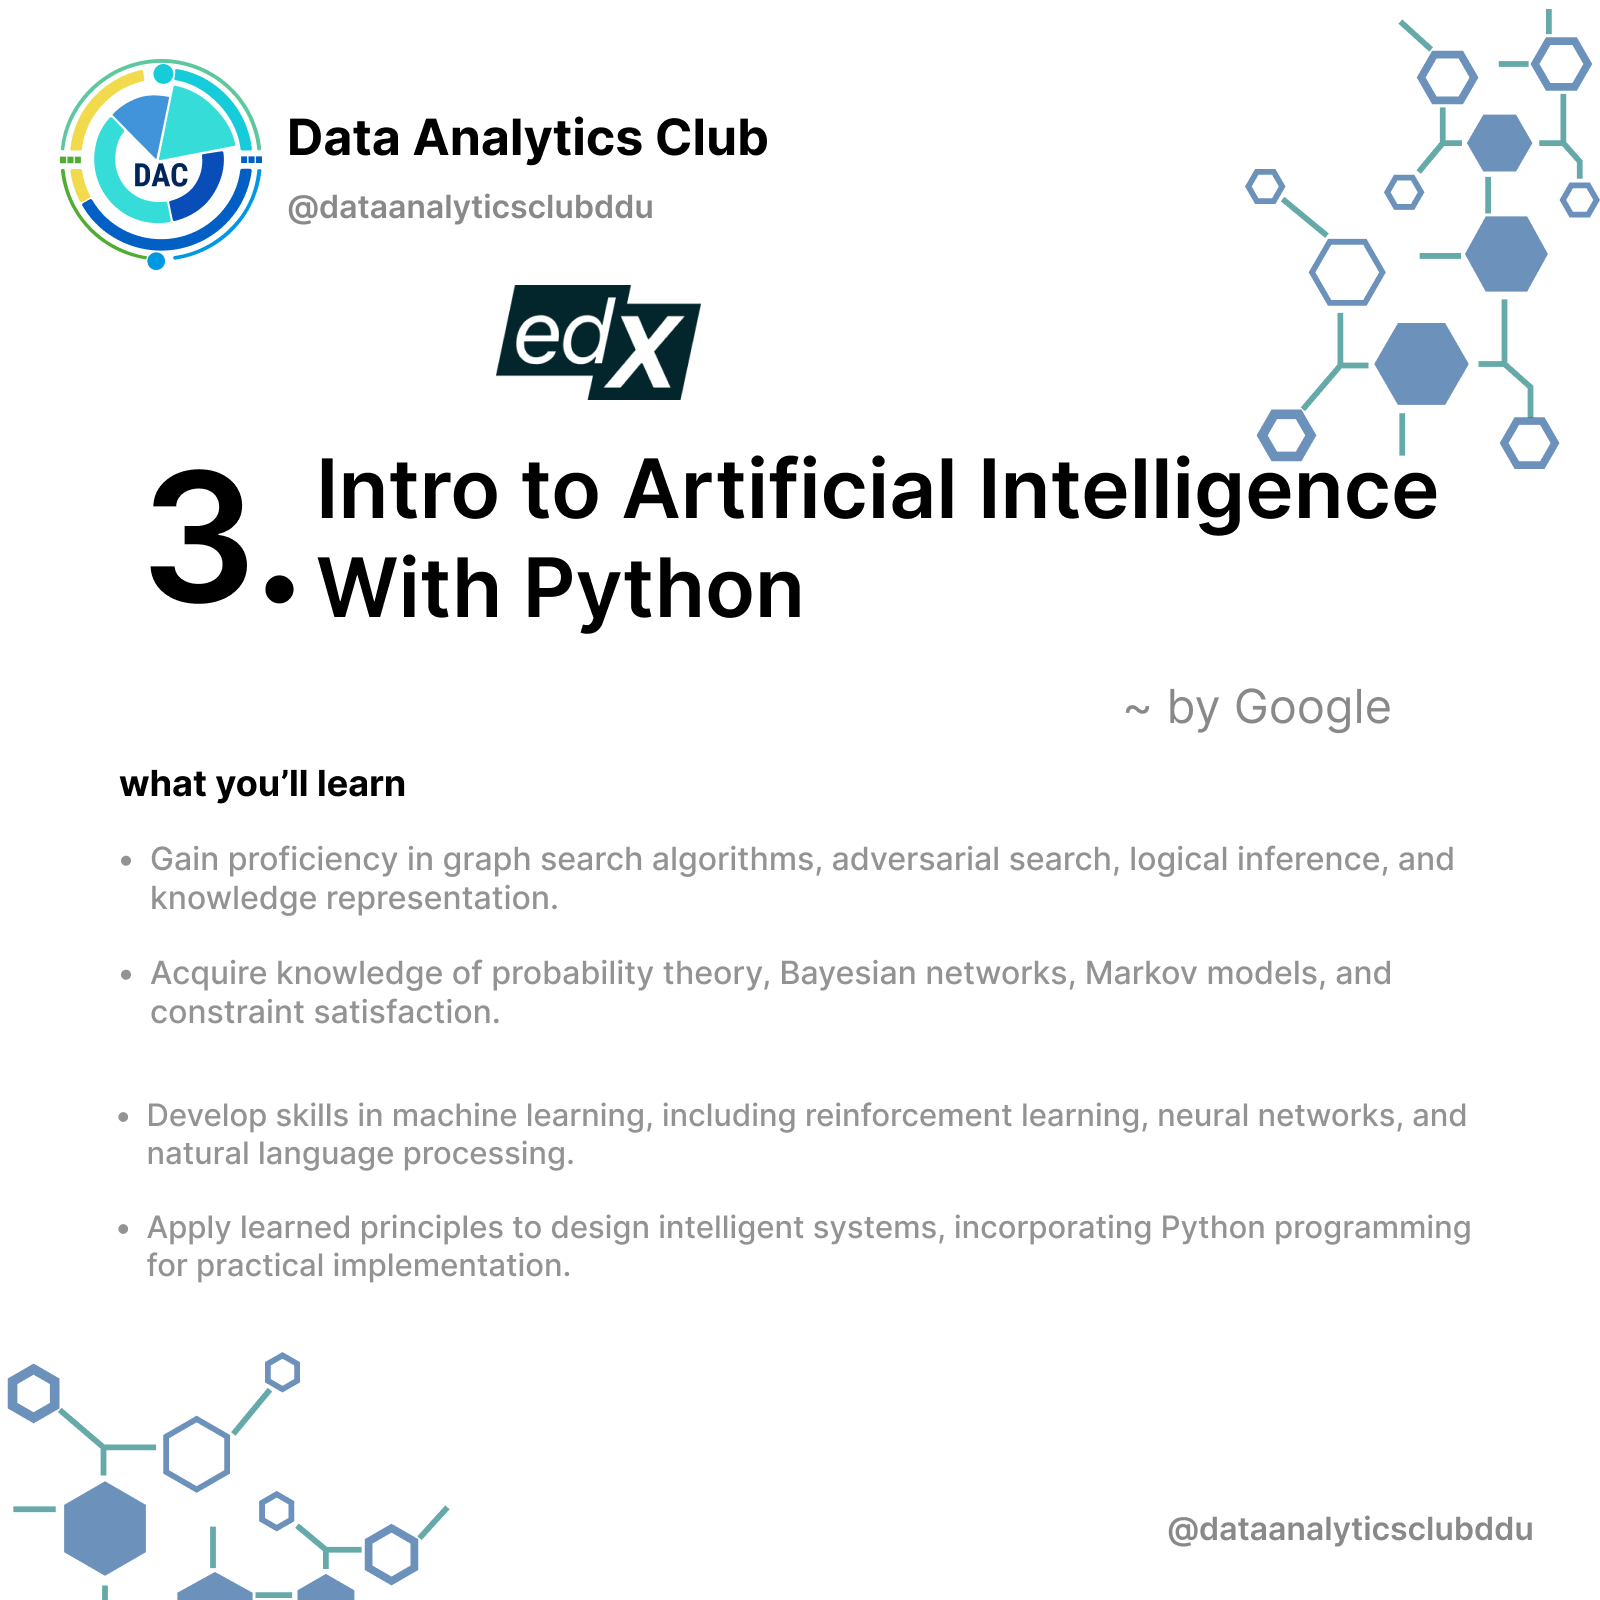 DAC
Data Analytics Club
@dataanalyticsclubddu
edX
3. Intro to Artificial Intelligence
With Python
~ by Google
what you’ll learn
• Gain proficiency in graph search algorithms, adversarial search, logical inference, and
knowledge representation.
• Acquire knowledge of probability theory, Bayesian networks, Markov models, and
constraint satisfaction.
• Develop skills in machine learning, including reinforcement learning, neural networks, and
natural language processing.
• Apply learned principles to design intelligent systems, incorporating Python programming
for practical implementation.
@dataanalyticsclubddu